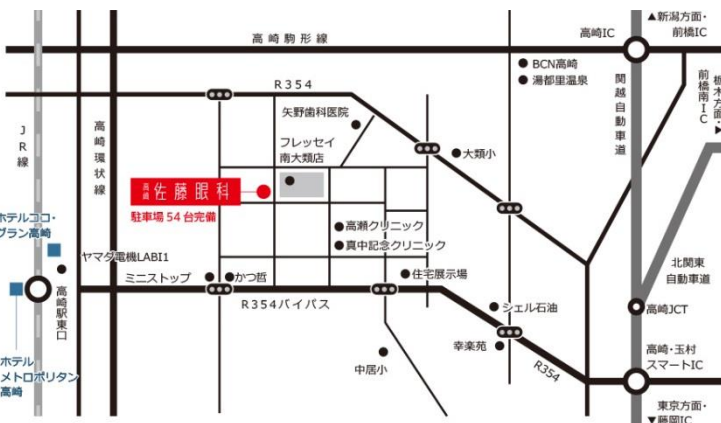 ▲新潟方面・
前橋IC
高崎IC
高崎駒形線
BCN高崎
湯都里温泉
R354
関越自動車道
前橋南IC
栃木方面・▼
JR線
高崎環状線
矢野歯科医院
フレッセイ
南大類店
大類小
高崎
佐藤眼科
駐車場54台完備
ホテルココ・
グラン高崎
高瀬クリニック
真中記念クリニック
ヤマダ電機LABI1
ミニストップ
かつ哲
住宅展示場
北関東
自動車道
高崎駅東口
R354バイパス
シェル石油
高崎JCT
幸楽苑
R354
中居小
高崎・玉村
スマートIC
ホテル
メトロポリタン
高崎
東京方面・
▼藤岡IC